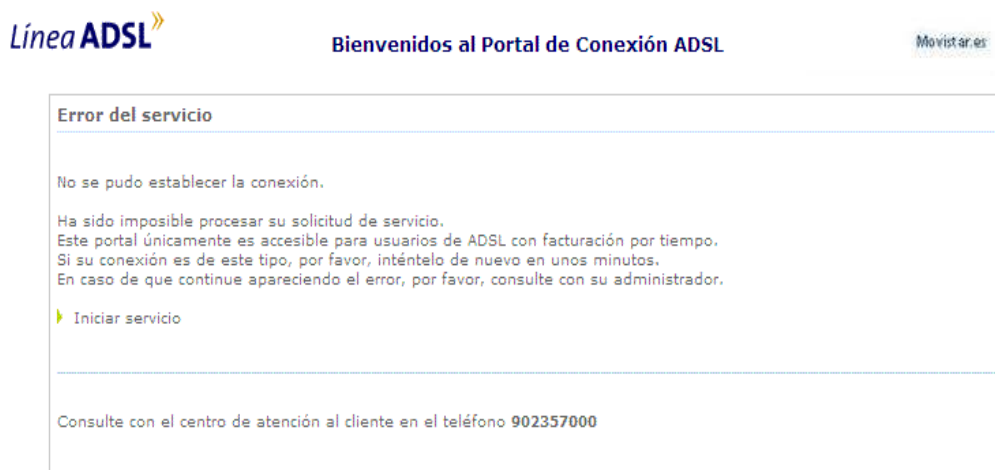 Línea ADSL
Bienvenidos al Portal de Conexión ADSL
Movistar.es
Error del servicio
No se pudo establecer la conexión.
Ha sido imposible procesar su solicitud de servicio.
Este portal únicamente es accesible para usuarios de ADSL con facturación por tiempo.
Si su conexión es de este tipo, por favor, inténtelo de nuevo en unos minutos.
En caso de que continue apareciendo el error, por favor, consulte con su administrador.
Iniciar servicio
Consulte con el centro de atención al cliente en el teléfono 902357000